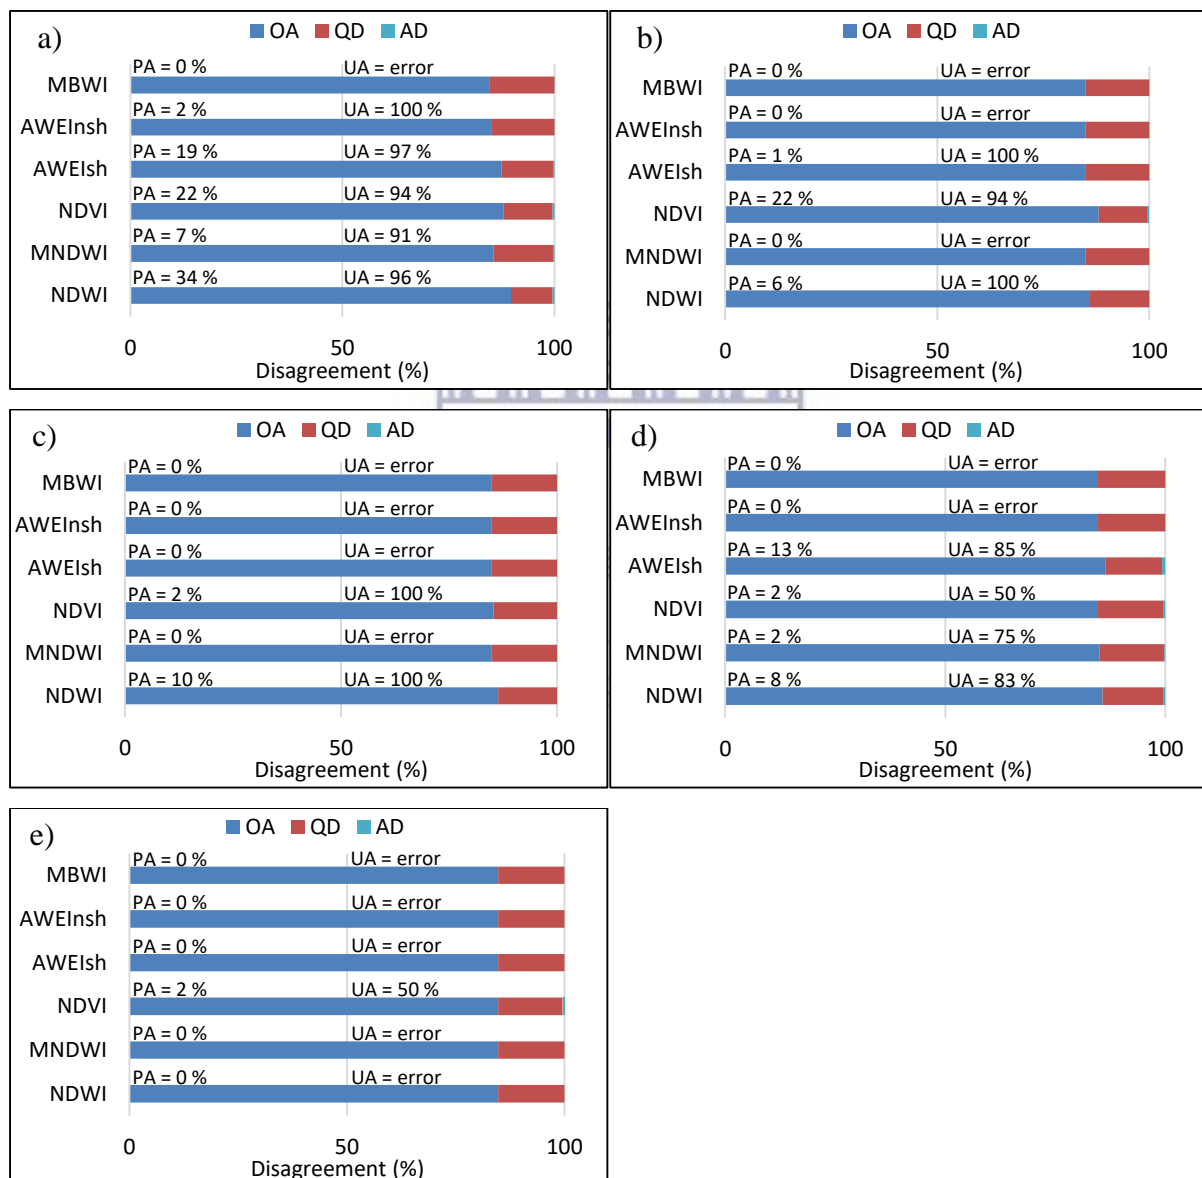 a)
OA QD AD
PA = 0 % UA = error
MBWI
PA = 2 % UA = 100 %
AWEInsh
PA = 19 % UA = 97 %
AWEIsh
PA = 22 % UA = 94 %
NDVI
PA = 7 % UA = 91 %
MNDWI
PA = 34 % UA = 96 %
NDWI
0 50 100
Disagreement (%)
b)
OA QD AD
PA = 0 % UA = error
MBWI
PA = 0 % UA = error
AWEInsh
PA = 1 % UA = 100 %
AWEIsh
PA = 22 % UA = 94 %
NDVI
PA = 0 % UA = error
MNDWI
PA = 6 % UA = 100 %
NDWI
0 50 100
Disagreement (%)
c)
OA QD AD
PA = 0 % UA = error
MBWI
PA = 0 % UA = error
AWEInsh
PA = 0 % UA = error
AWEIsh
PA = 2 % UA = 100 %
NDVI
PA = 0 % UA = error
MNDWI
PA = 10 % UA = 100 %
NDWI
0 50 100
Disagreement (%)
d)
OA QD AD
PA = 0 % UA = error
MBWI
PA = 0 % UA = error
AWEInsh
PA = 13 % UA = 85 %
AWEIsh
PA = 2 % UA = 50 %
NDVI
PA = 2 % UA = 75 %
MNDWI
PA = 8 % UA = 83 %
NDWI
0 50 100
Disagreement (%)
e)
OA QD AD
PA = 0 % UA = error
MBWI
PA = 0 % UA = error
AWEInsh
PA = 0 % UA = error
AWEIsh
PA = 2 % UA = 50 %
NDVI
PA = 0 % UA = error
MNDWI
PA = 0 % UA = error
NDWI
0 50 100
Disagreement (%)